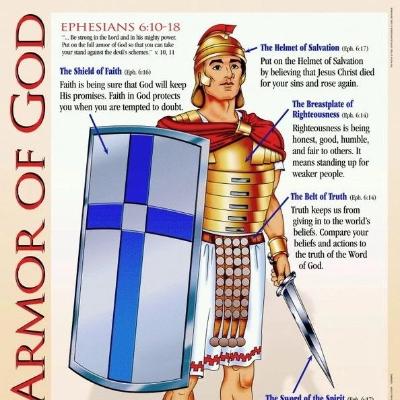 ARMOR OF GOD
EPHESIANS 6:10-18
"... Be strong in the Lord and in his mighty power.
Put on the full armor of God so that you can take
your stand against the devil's schemes." v. 10, 11
The Helmet of Salvation (Eph. 6:17)
Put on the Helmet of Salvation
by believing that Jesus Christ died
for your sins and rose again.
The Shield of Faith (Eph. 6:16)
Faith is being sure that God will keep
His promises. Faith in God protects
you when you are tempted to doubt.
The Breastplate of
Righteousness (Eph. 6:14)
Righteousness is being
honest, good, humble,
and fair to others. It
means standing up for
weaker people.
The Belt of Truth (Eph. 6:14)
Truth keeps us from
giving in to the world's
beliefs. Compare your
beliefs and actions to
the truth of the Word
of God.
The Sword of the Spirit (Eph. 6:17)